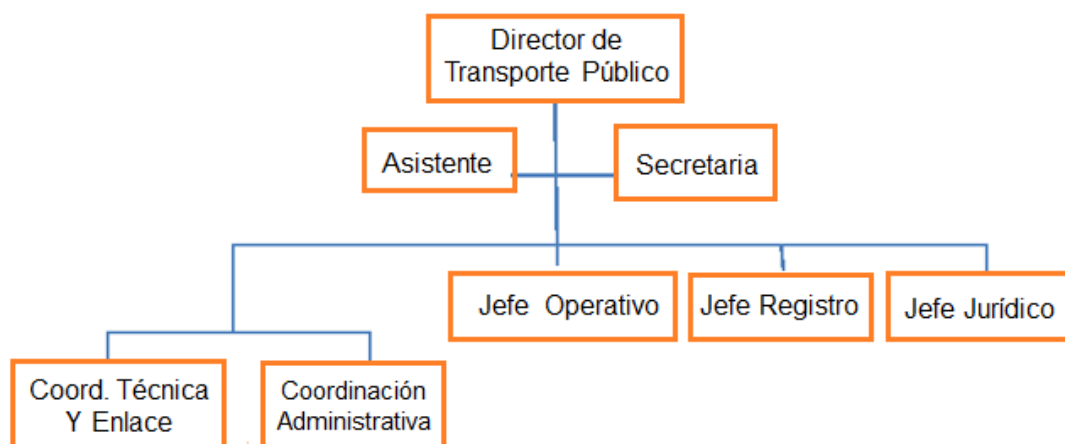 Director de
Transporte Público
Asistente
Secretaria
Jefe Operativo
Jefe Registro
Jefe Jurídico
Coord. Técnica
Y Enlace
Coordinación
Administrativa